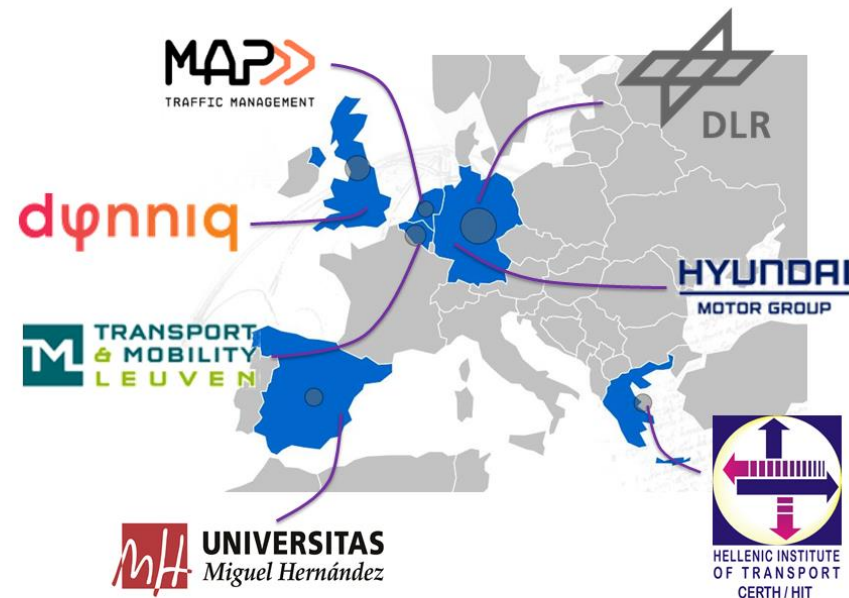 MAP
TRAFFIC MANAGEMENT
DLR
dynniq
HYUNDAI
MOTOR GROUP
TM TRANSPORT
& MOBILITY
LEUVEN
UNIVERSITAS
Miguel Hernández
HELLENIC INSTITUTE
OF TRANSPORT
CERTH / HIT